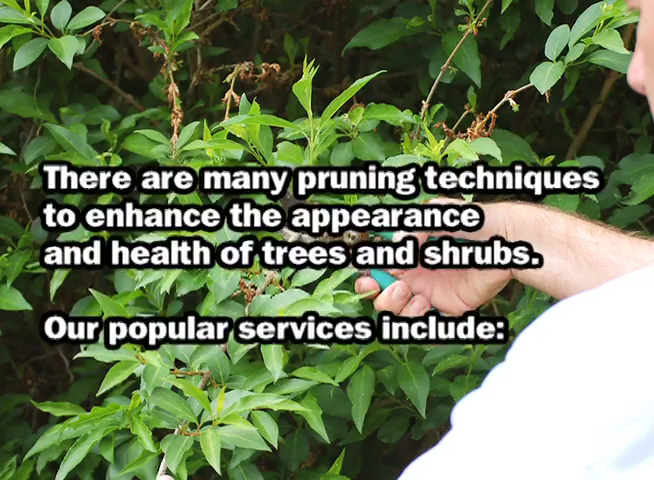 There are many pruning techniques
to enhance the appearance
and health of trees and shrubs.
Our popular services include: